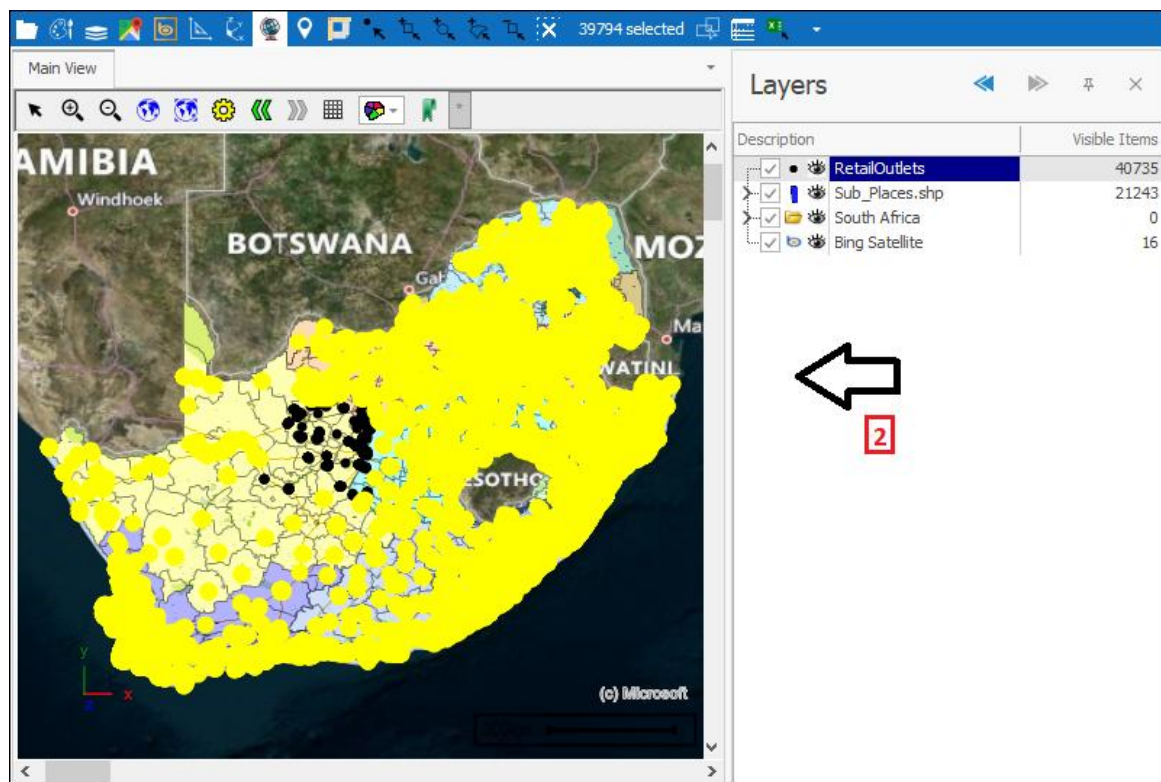 39794 selected
Main View
Layers
Description Visible Items
RetailOutlets 40735
Sub_Places.shp 21243
South Africa 0
Bing Satellite 16
AMIBIA
Windhoek
BOTSWANA
MOZ
Gab
Ma
WATINI
ESOTHO
2
y
x
z
(c) Microsoft